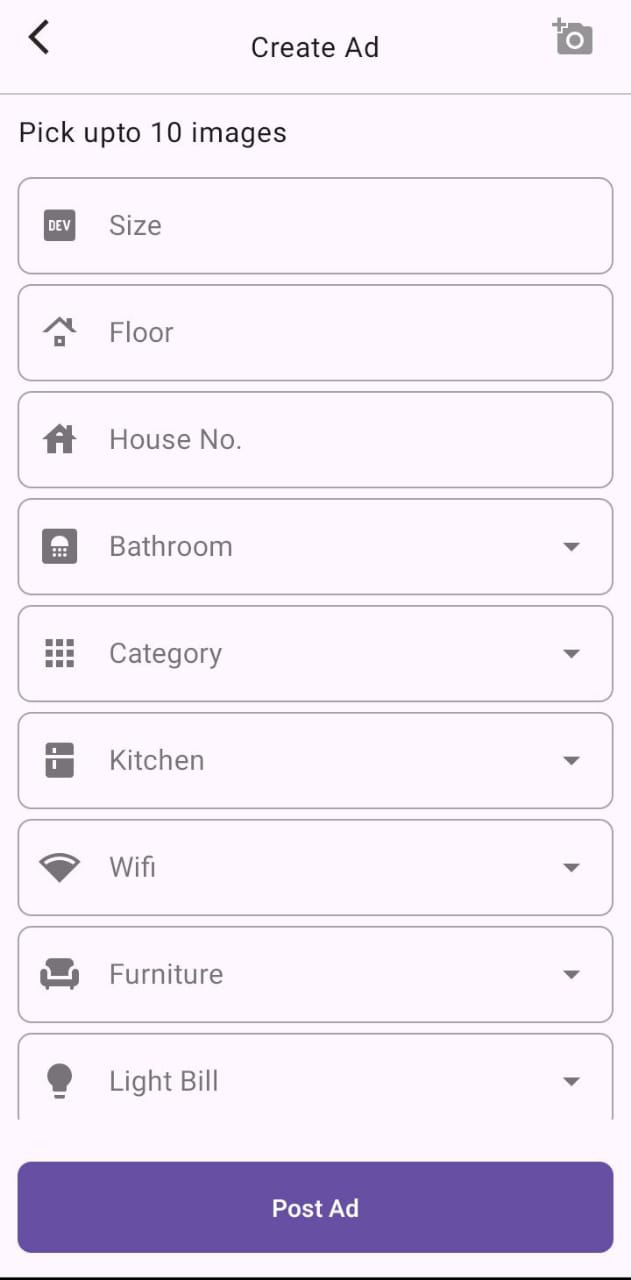 Create Ad
Pick upto 10 images
DEV Size
Floor
House No.
Bathroom
Category
Kitchen
Wifi
Furniture
Light Bill
Post Ad